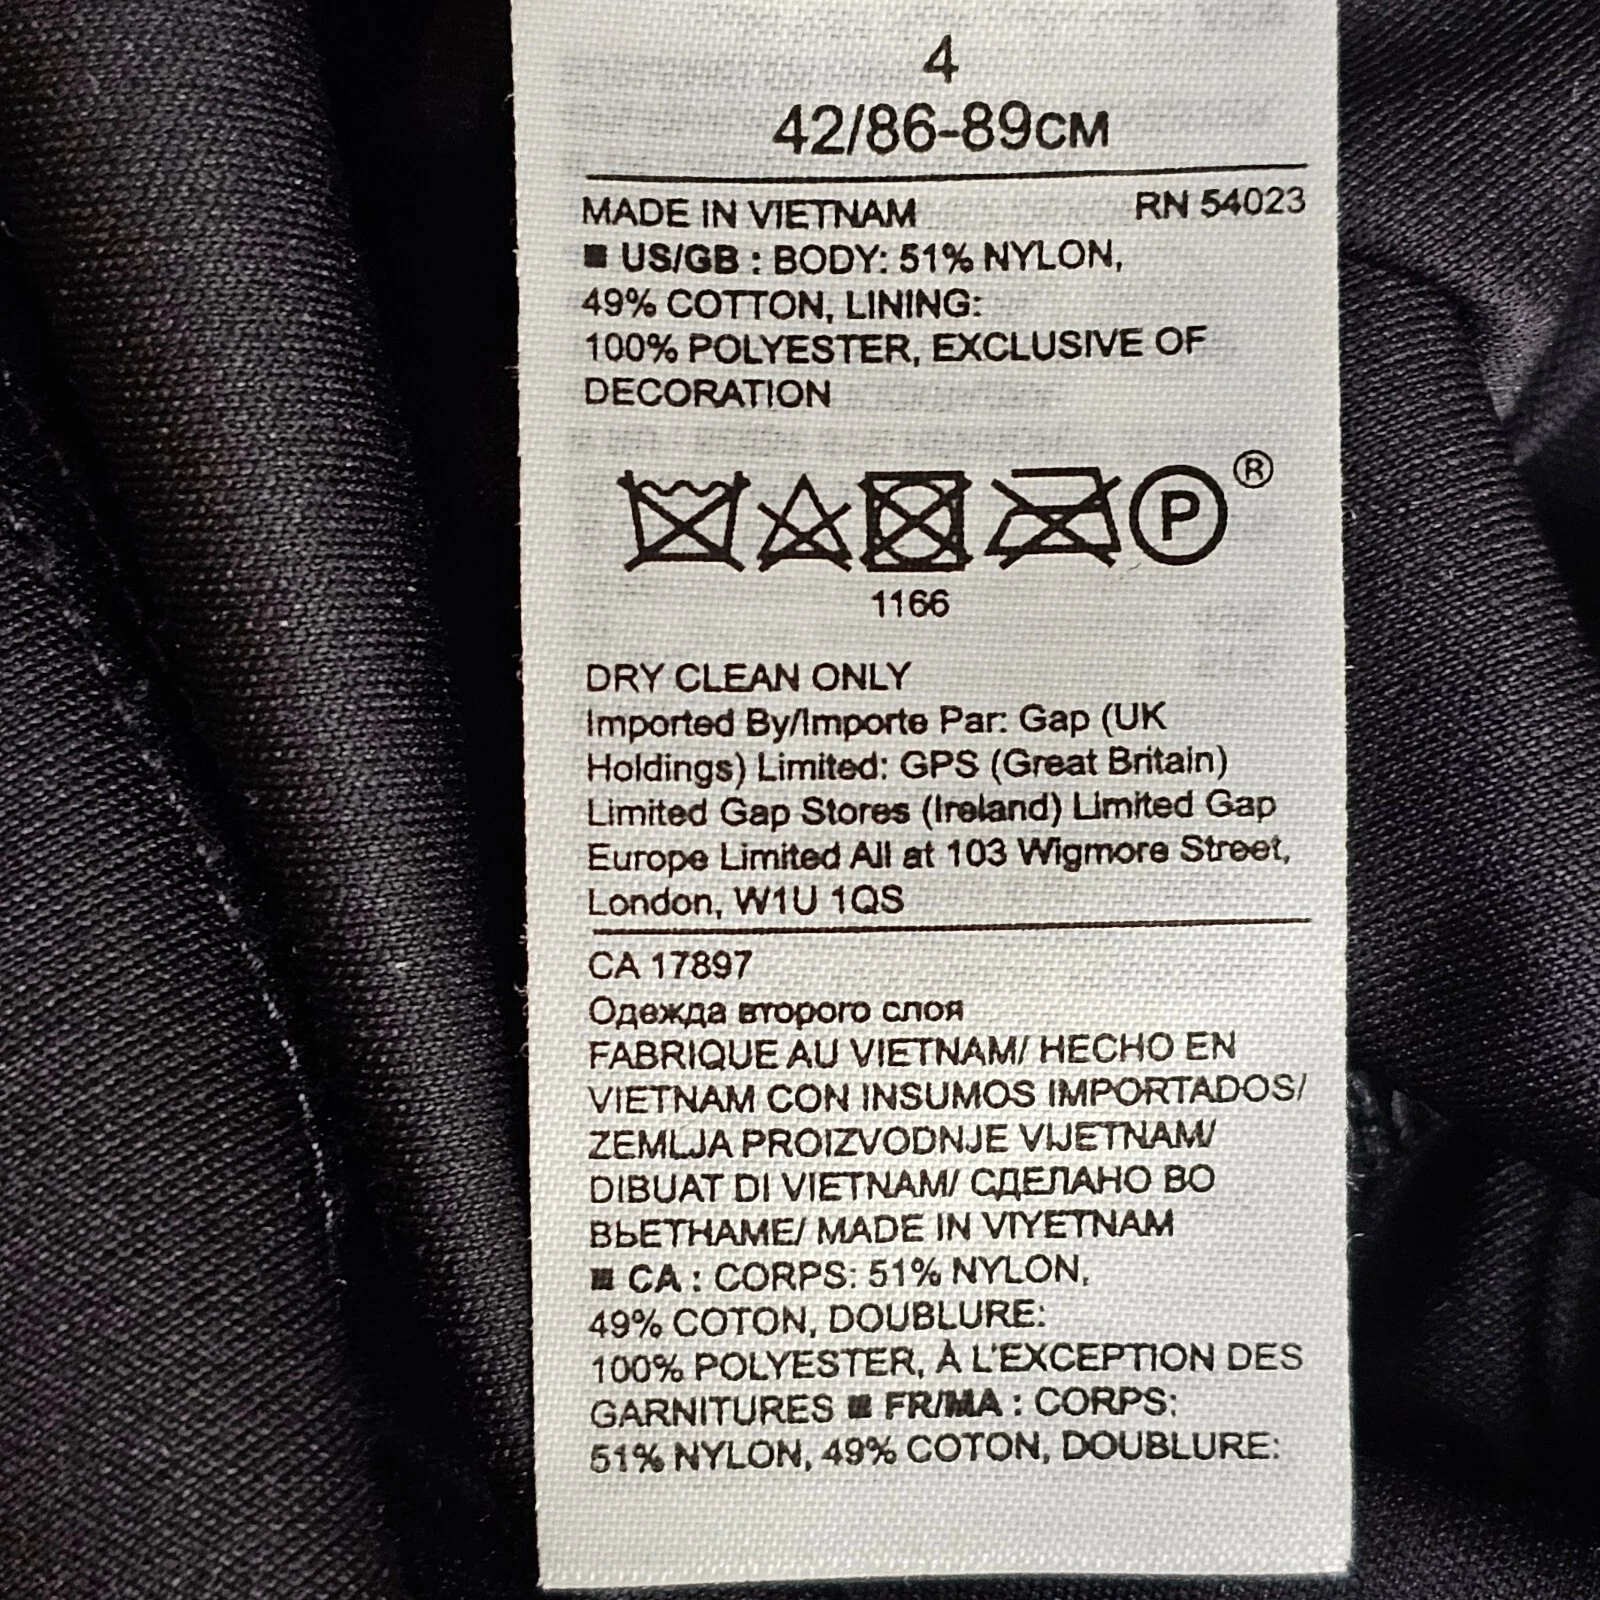 4
42/86-89CM
MADE IN VIETNAM RN 54023
■ US/GB : BODY: 51% NYLON,
49% COTTON, LINING:
100% POLYESTER, EXCLUSIVE OF
DECORATION
P ®
1166
DRY CLEAN ONLY
Imported By/Importe Par: Gap (UK
Holdings) Limited: GPS (Great Britain)
Limited Gap Stores (Ireland) Limited Gap
Europe Limited All at 103 Wigmore Street,
London, W1U 1QS
CA 17897
Одежда второго слоя
FABRIQUE AU VIETNAM/ HECHO EN
VIETNAM CON INSUMOS IMPORTADOS/
ZEMLJA PROIZVODNJE VIJETNAM/
DIBUAT DI VIETNAM/ СДЕЛАНО ВО
ВЬЕТНАМЕ/ MADE IN VIYETNAM
■ CA : CORPS: 51% NYLON,
49% COTON, DOUBLURE:
100% POLYESTER, À L'EXCEPTION DES
GARNITURES ■ FR/MA : CORPS:
51% NYLON, 49% COTON, DOUBLURE: